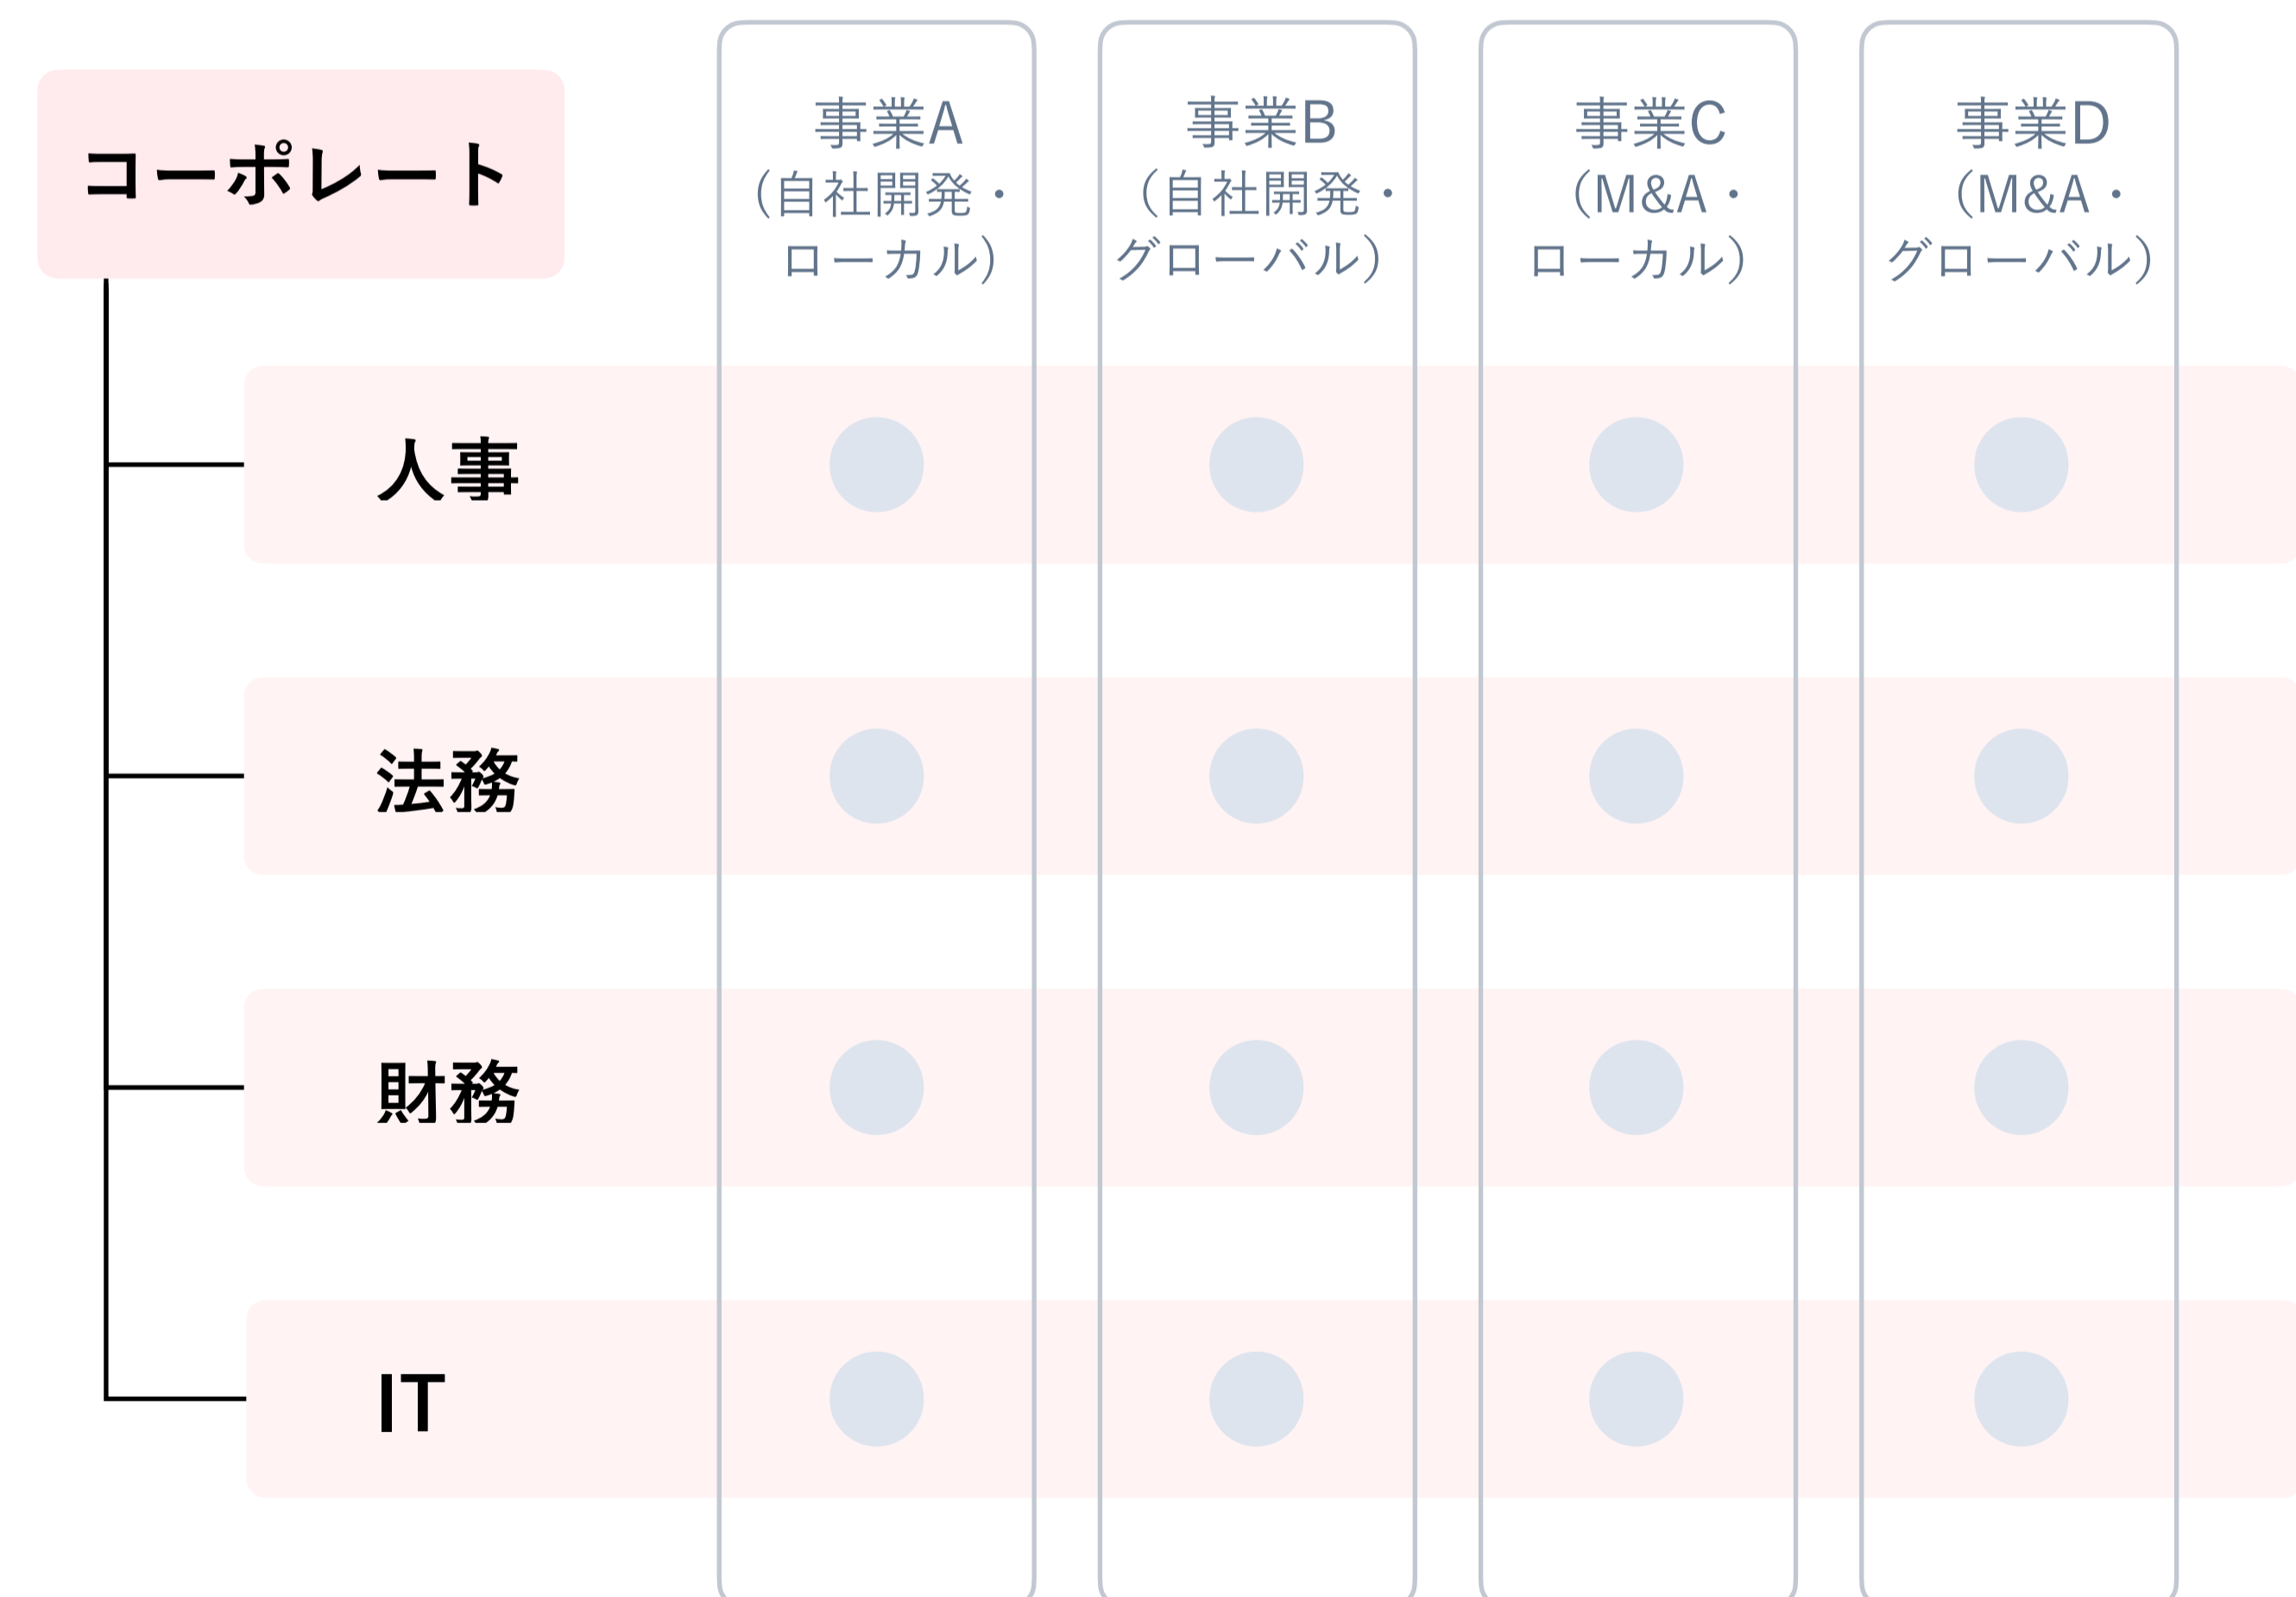 コーポレート
事業A
（自社開発・
ローカル）
事業B
（自社開発・
グローバル）
事業C
（M&A・
ローカル）
事業D
（M&A・
グローバル）
人事
法務
財務
IT